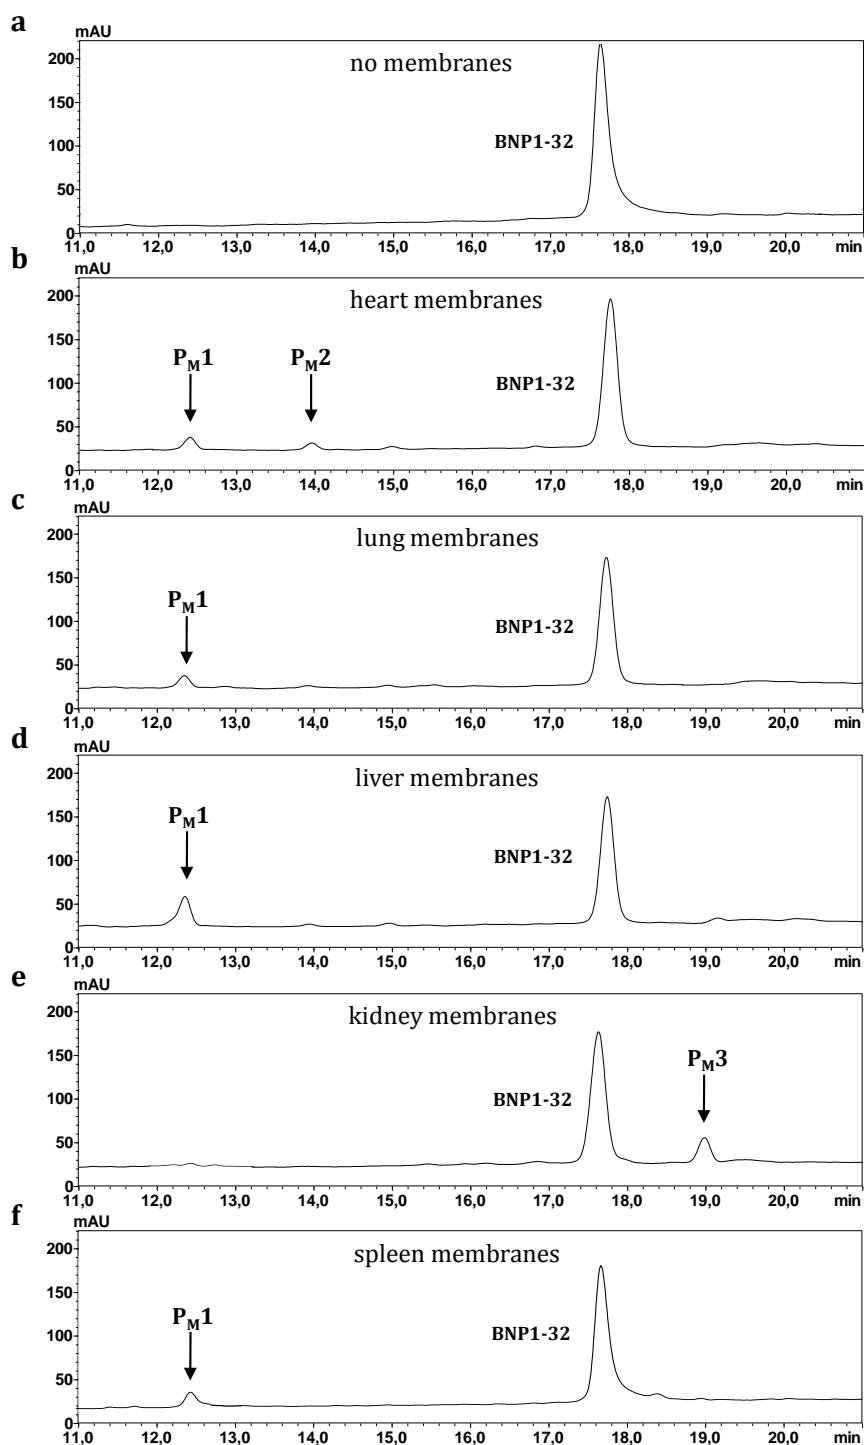 a
mAU
200
150
100
50
0
no membranes
BNP1-32
11,0 12,0 13,0 14,0 15,0 16,0 17,0 18,0 19,0 20,0 min
b
mAU
200
150
100
50
0
heart membranes
PM1 PM2
BNP1-32
11,0 12,0 13,0 14,0 15,0 16,0 17,0 18,0 19,0 20,0 min
c
mAU
200
150
100
50
0
lung membranes
PM1
BNP1-32
11,0 12,0 13,0 14,0 15,0 16,0 17,0 18,0 19,0 20,0 min
d
mAU
200
150
100
50
0
liver membranes
PM1
BNP1-32
11,0 12,0 13,0 14,0 15,0 16,0 17,0 18,0 19,0 20,0 min
e
mAU
200
150
100
50
0
kidney membranes
PM3
BNP1-32
11,0 12,0 13,0 14,0 15,0 16,0 17,0 18,0 19,0 20,0 min
f
mAU
200
150
100
50
0
spleen membranes
PM1
BNP1-32
11,0 12,0 13,0 14,0 15,0 16,0 17,0 18,0 19,0 20,0 min